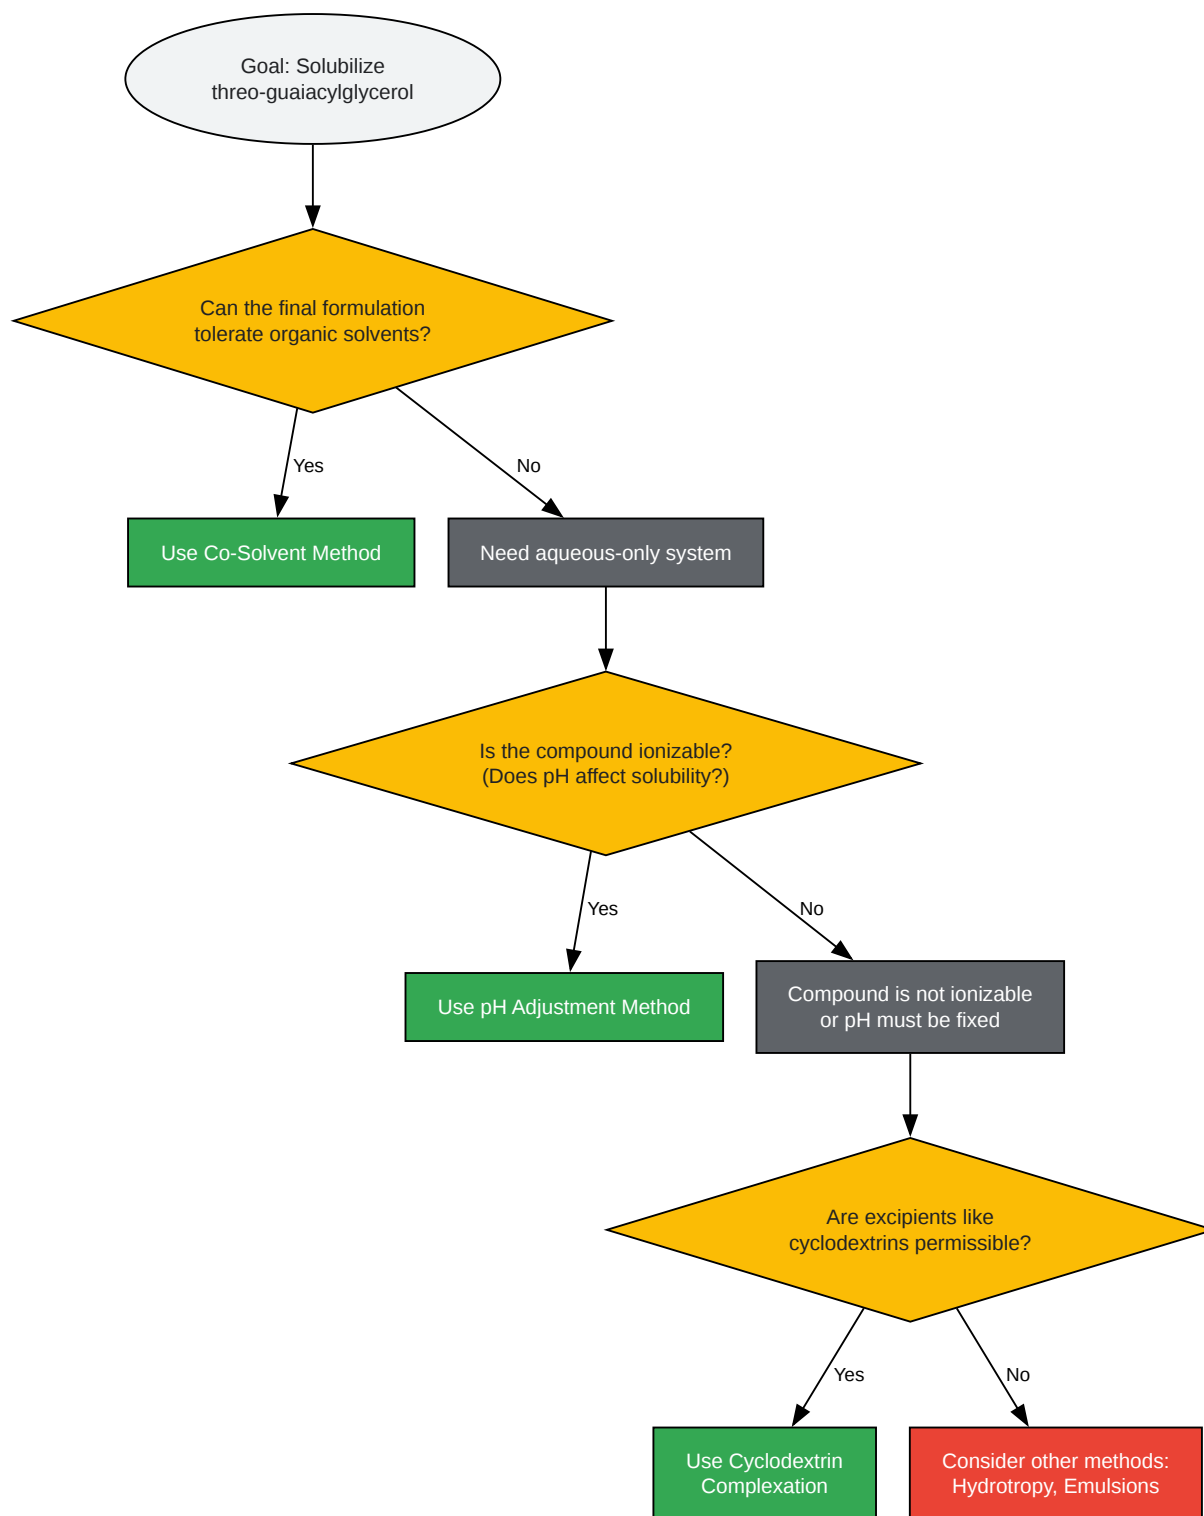 Goal: Solubilize
threo-guaiacylglycerol
Can the final formulation
tolerate organic solvents?
Yes
No
Use Co-Solvent Method
Need aqueous-only system
Is the compound ionizable?
(Does pH affect solubility?)
Yes
No
Use pH Adjustment Method
Compound is not ionizable
or pH must be fixed
Are excipients like
cyclodextrins permissible?
Yes
No
Use Cyclodextrin
Complexation
Consider other methods:
Hydrotropy, Emulsions